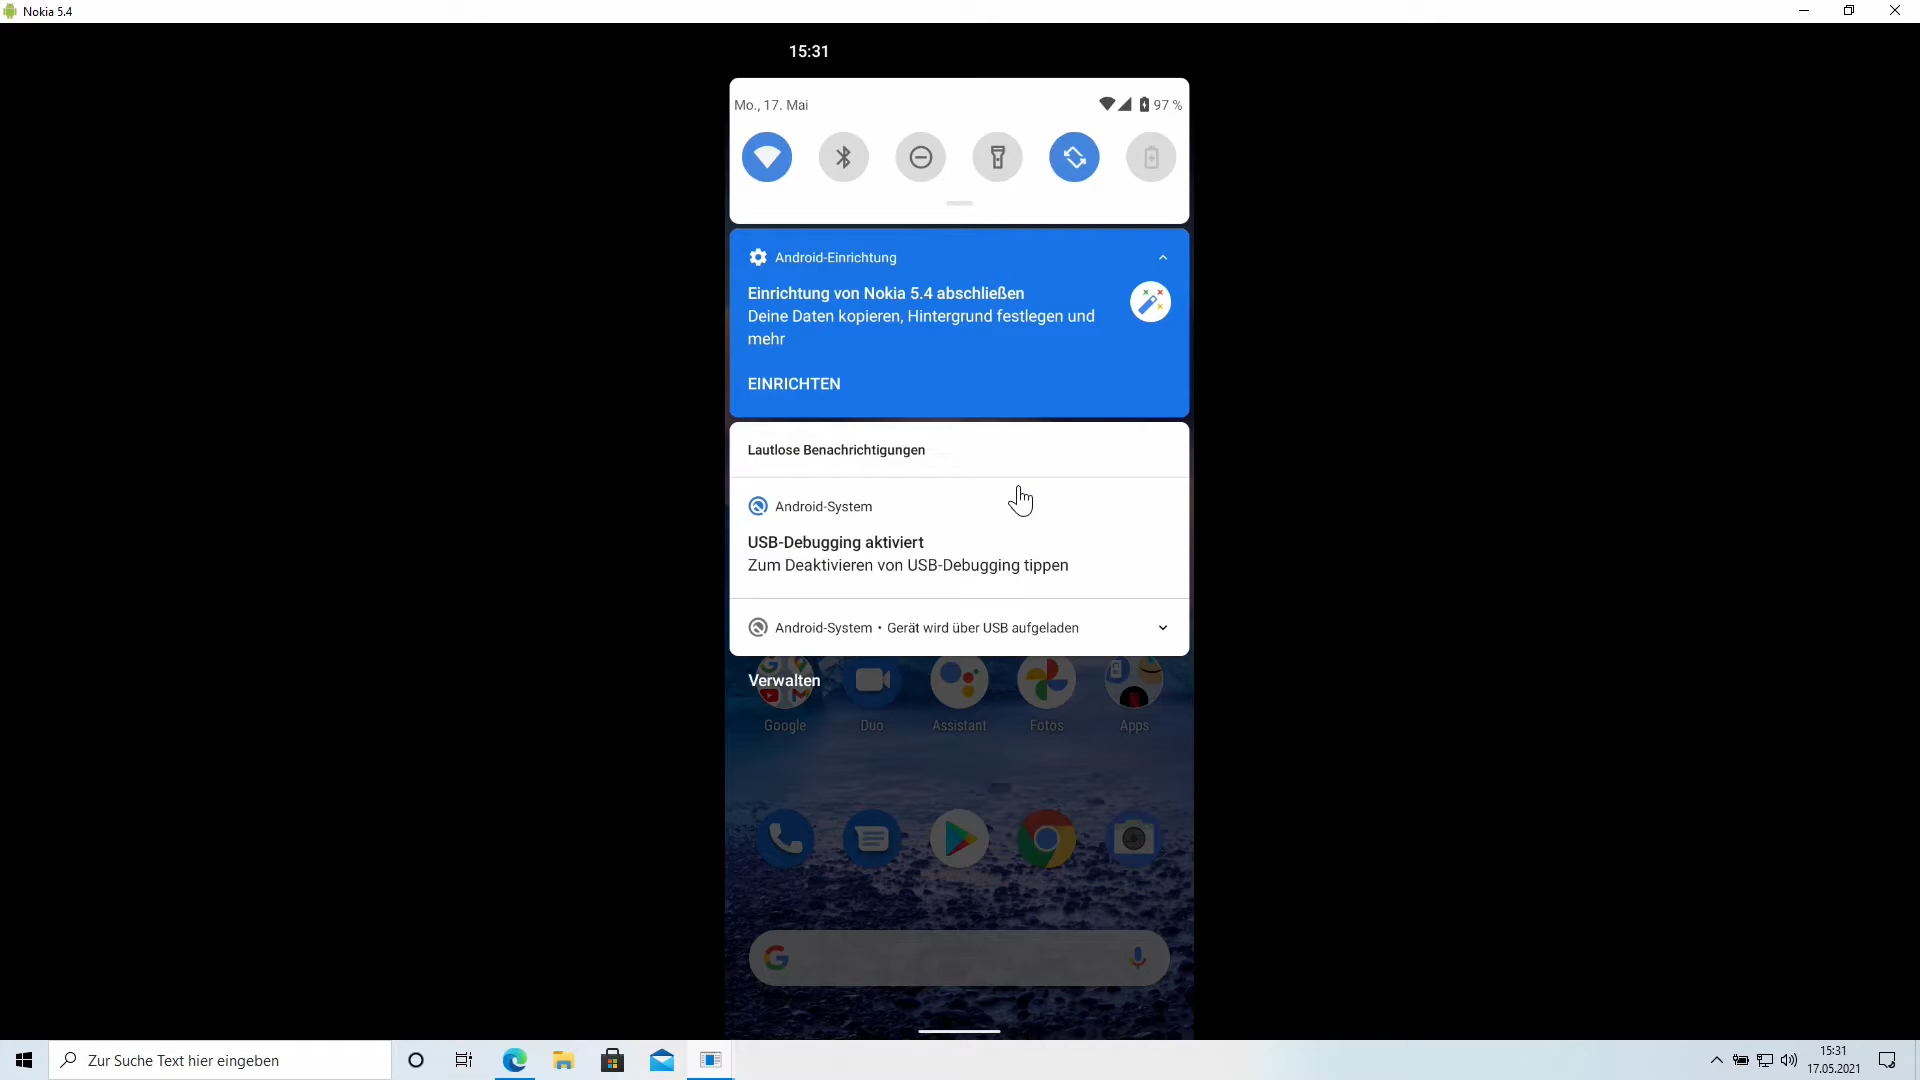 Nokia 5.4
15:31
Mo., 17. Mai
97 %
Android-Einrichtung
Einrichtung von Nokia 5.4 abschließen
Deine Daten kopieren, Hintergrund festlegen und
mehr
EINRICHTEN
Lautlose Benachrichtigungen
Android-System
USB-Debugging aktiviert
Zum Deaktivieren von USB-Debugging tippen
Android-System • Gerät wird über USB aufgeladen
Verwalten
Google Duo Assistant Fotos Apps
Zur Suche Text hier eingeben
15:31
17.05.2021